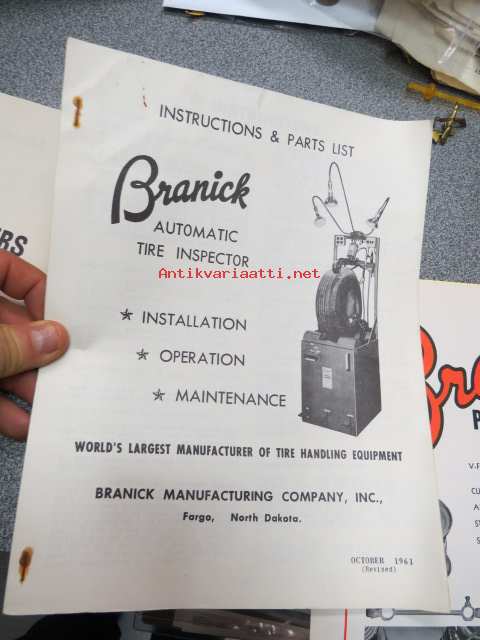 INSTRUCTIONS & PARTS LIST
Branick
AUTOMATIC
TIRE INSPECTOR
Antikvariaatti.net
★ INSTALLATION
★ OPERATION
★ MAINTENANCE
WORLD'S LARGEST MANUFACTURER OF TIRE HANDLING EQUIPMENT
BRANICK MANUFACTURING COMPANY, INC.,
Fargo, North Dakota.
OCTOBER 1961
(Revised)